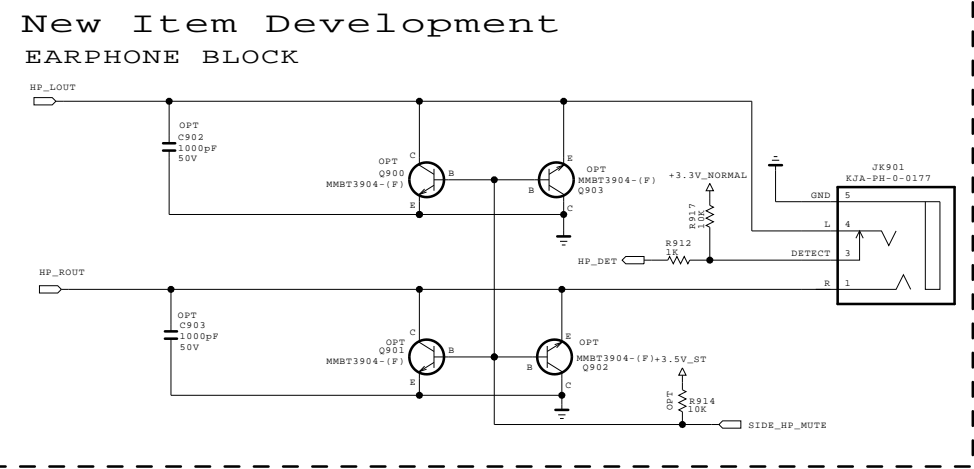 New Item Development
EARPHONE BLOCK
HP_LOUT
OPT
C902
1000pF
50V
C
OPT
Q900
MMBT3904-(F)
B
E
E
OPT
MMBT3904-(F)
Q903
B
C
+3.3V_NORMAL
R917
10K
R912
1K
HP_DET
JK901
KJA-PH-0-0177
GND
5
L
4
DETECT
3
R
1
HP_ROUT
OPT
C903
1000pF
50V
C
OPT
Q901
MMBT3904-(F)
B
E
E
OPT
MMBT3904-(F)
Q902
B
C
+3.5V_ST
OPT
R914
10K
SIDE_HP_MUTE